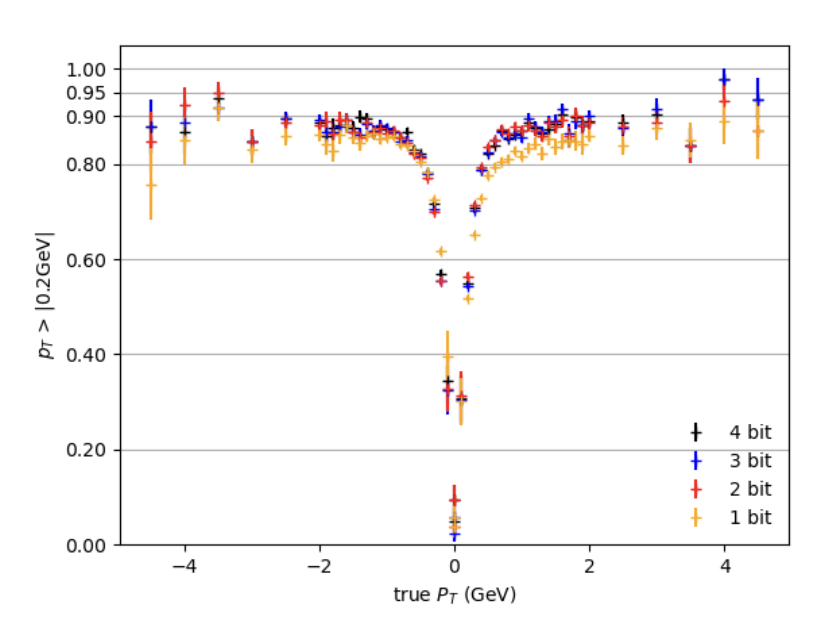 1.00
0.95
0.90
0.80
0.60
0.40
0.20
0.00
p_T > |0.2GeV|
−4
−2
0
2
4
true P_T (GeV)
4 bit
3 bit
2 bit
1 bit